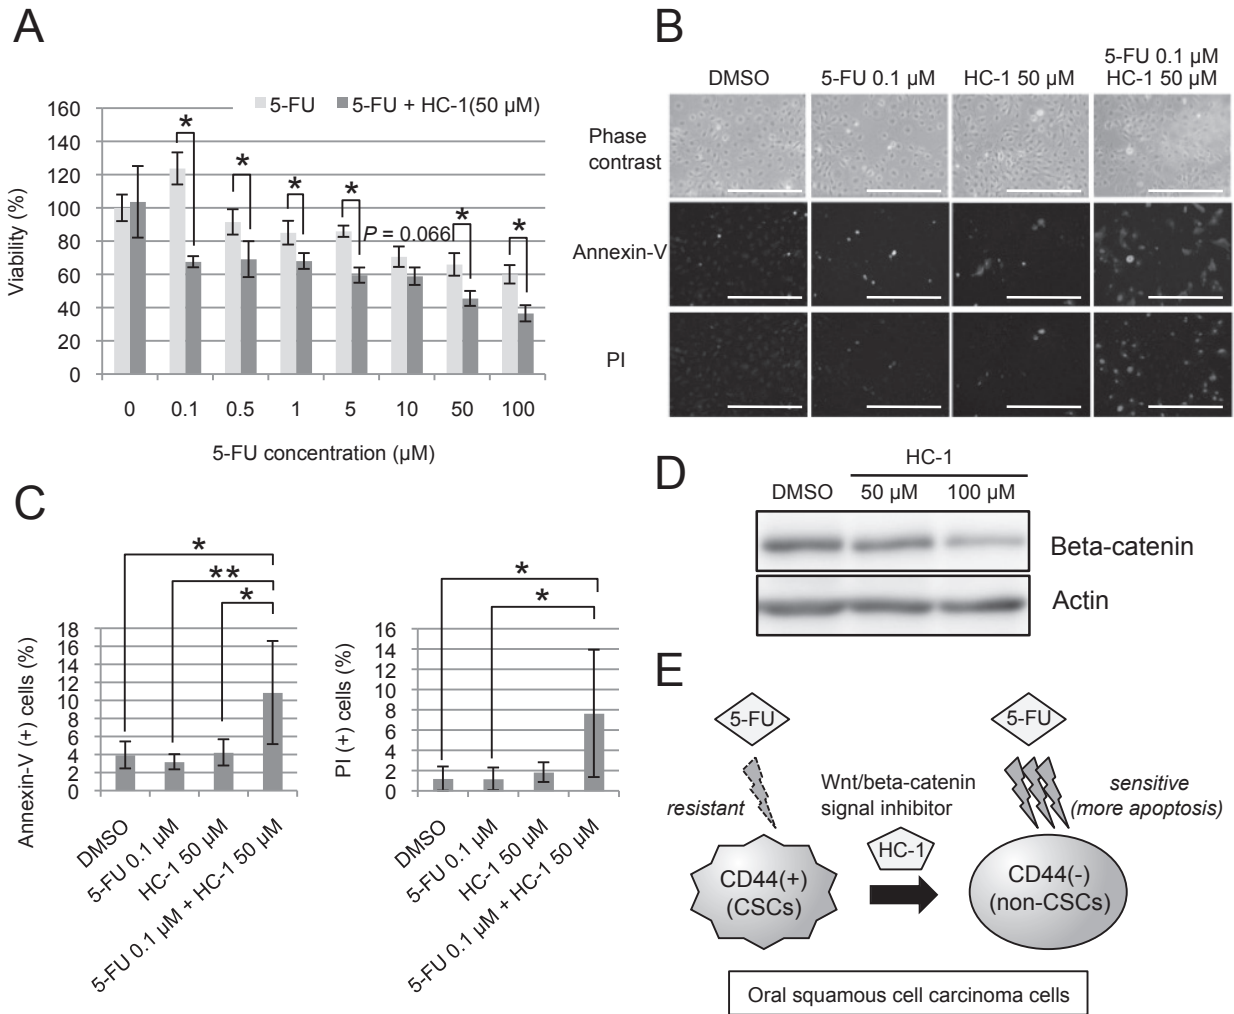 A
5-FU
5-FU + HC-1(50 µM)
Viability (%)
160
140
120
100
80
60
40
20
0
*
*
*
*
P = 0.066
*
*
0 0.1 0.5 1 5 10 50 100
5-FU concentration (µM)
B
DMSO
5-FU 0.1 µM
HC-1 50 µM
5-FU 0.1 µM
HC-1 50 µM
Phase
contrast
Annexin-V
PI
C
*
**
*
Annexin-V (+) cells (%)
18
16
14
12
10
8
6
4
2
0
DMSO
5-FU 0.1 µM
HC-1 50 µM
5-FU 0.1 µM + HC-1 50 µM
*
*
PI (+) cells (%)
16
14
12
10
8
6
4
2
0
DMSO
5-FU 0.1 µM
HC-1 50 µM
5-FU 0.1 µM + HC-1 50 µM
D
HC-1
DMSO 50 µM 100 µM
Beta-catenin
Actin
E
5-FU
5-FU
resistant
Wnt/beta-catenin
signal inhibitor
sensitive
(more apoptosis)
HC-1
CD44(+)
(CSCs)
CD44(-)
(non-CSCs)
Oral squamous cell carcinoma cells